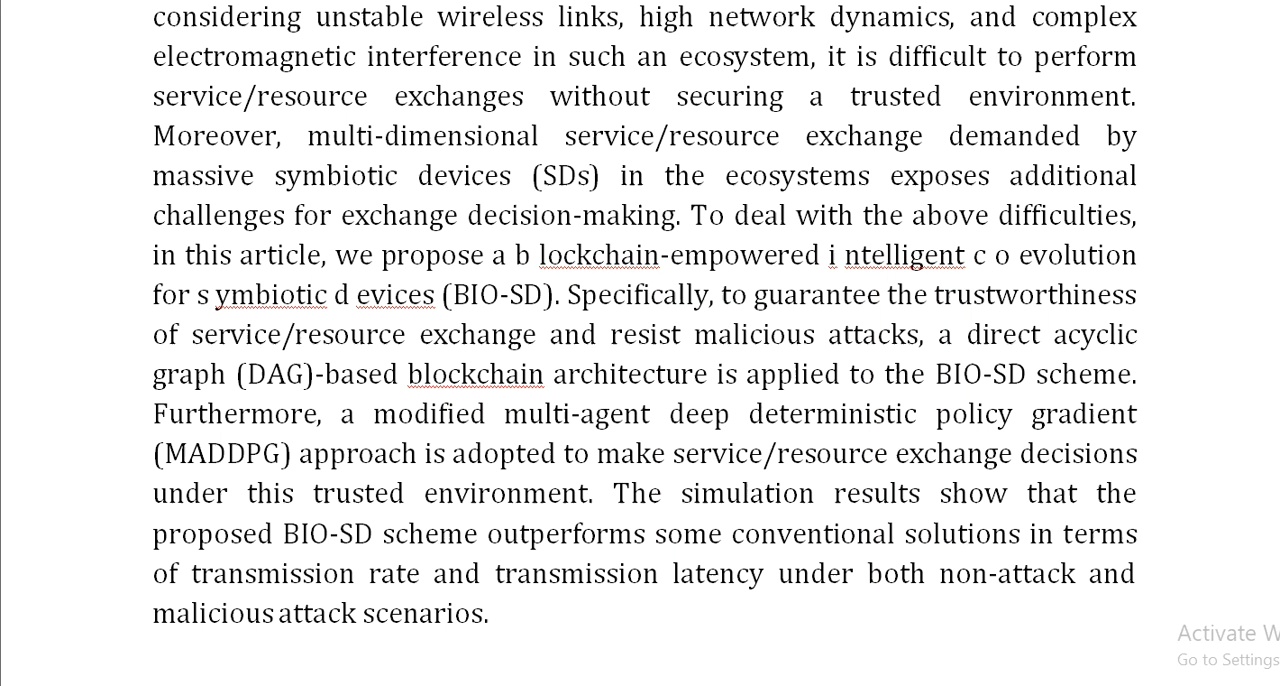 considering unstable wireless links, high network dynamics, and complex
electromagnetic interference in such an ecosystem, it is difficult to perform
service/resource exchanges without securing a trusted environment.
Moreover, multi-dimensional service/resource exchange demanded by
massive symbiotic devices (SDs) in the ecosystems exposes additional
challenges for exchange decision-making. To deal with the above difficulties,
in this article, we propose a b lockchain-empowered i ntelligent c o evolution
for s ymbiotic d evices (BIO-SD). Specifically, to guarantee the trustworthiness
of service/resource exchange and resist malicious attacks, a direct acyclic
graph (DAG)-based blockchain architecture is applied to the BIO-SD scheme.
Furthermore, a modified multi-agent deep deterministic policy gradient
(MADDPG) approach is adopted to make service/resource exchange decisions
under this trusted environment. The simulation results show that the
proposed BIO-SD scheme outperforms some conventional solutions in terms
of transmission rate and transmission latency under both non-attack and
malicious attack scenarios.
Activate W
Go to Settings